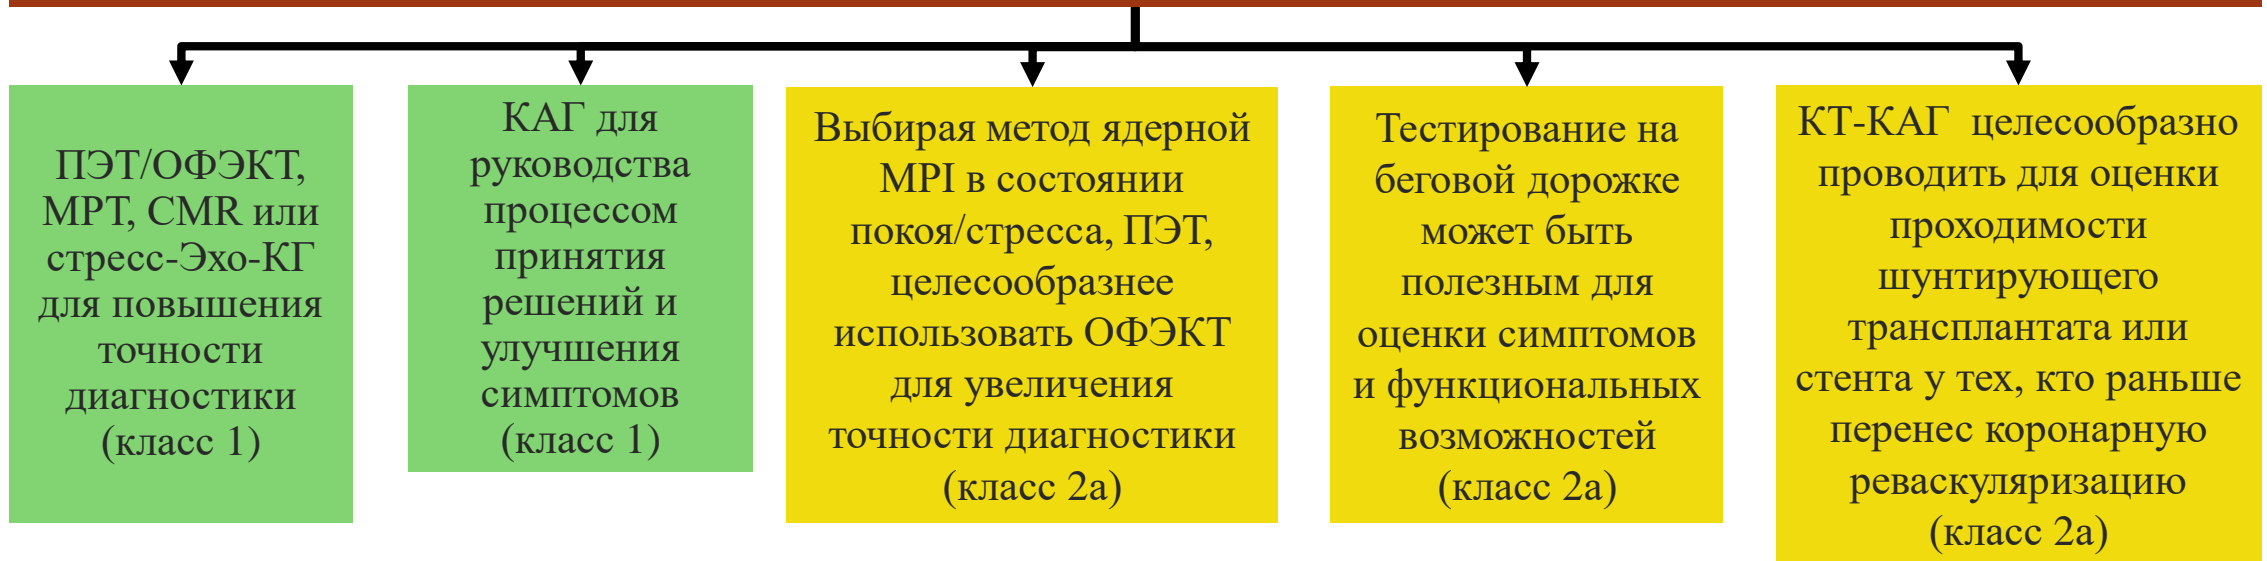 ПЭТ/ОФЭКТ,
МРТ, CMR или
стресс-Эхо-КГ
для повышения
точности
диагностики
(класс 1)
КАГ для
руководства
процессом
принятия
решений и
улучшения
симптомов
(класс 1)
Выбирая метод ядерной
MPI в состоянии
покоя/стресса, ПЭТ,
целесообразнее
использовать ОФЭКТ
для увеличения
точности диагностики
(класс 2а)
Тестирование на
беговой дорожке
может быть
полезным для
оценки симптомов
и функциональных
возможностей
(класс 2а)
КТ-КАГ целесообразно
проводить для оценки
проходимости
шунтирующего
трансплантата или
стента у тех, кто раньше
перенес коронарную
реваскуляризацию
(класс 2а)